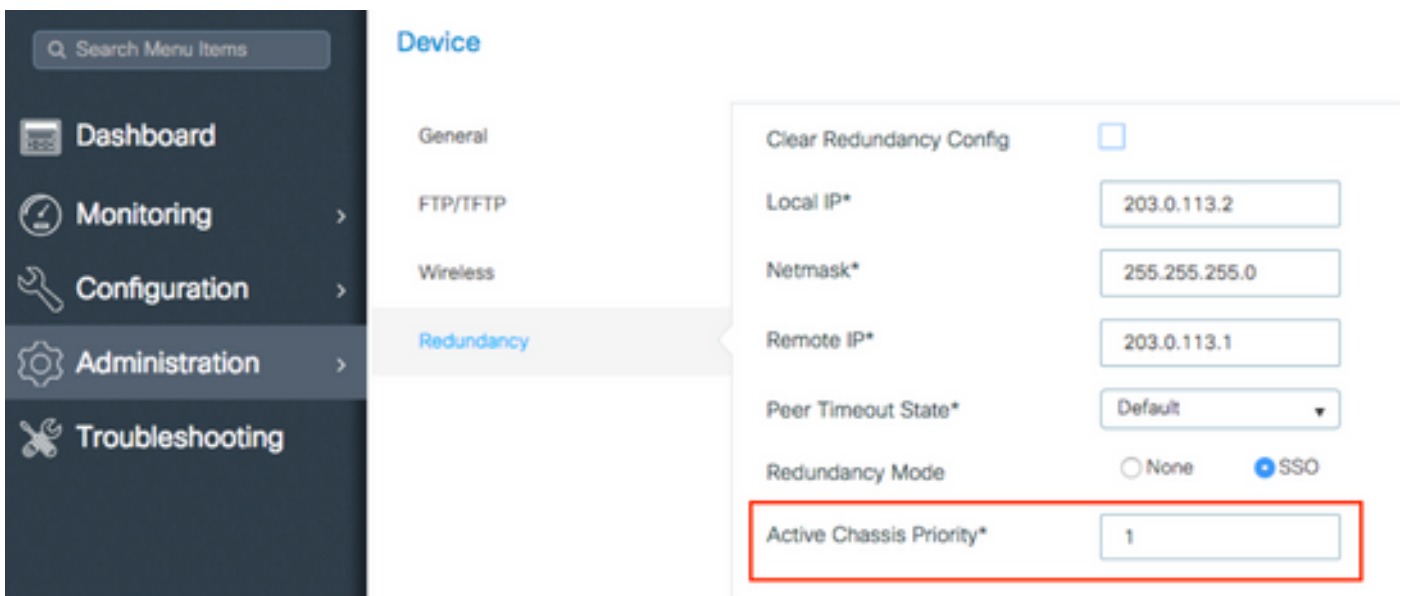 Search Menu Items
Dashboard
Monitoring
Configuration
Administration
Troubleshooting
Device
General
FTP/TFTP
Wireless
Redundancy
Clear Redundancy Config
Local IP* 203.0.113.2
Netmask* 255.255.255.0
Remote IP* 203.0.113.1
Peer Timeout State* Default
Redundancy Mode None SSO
Active Chassis Priority* 1